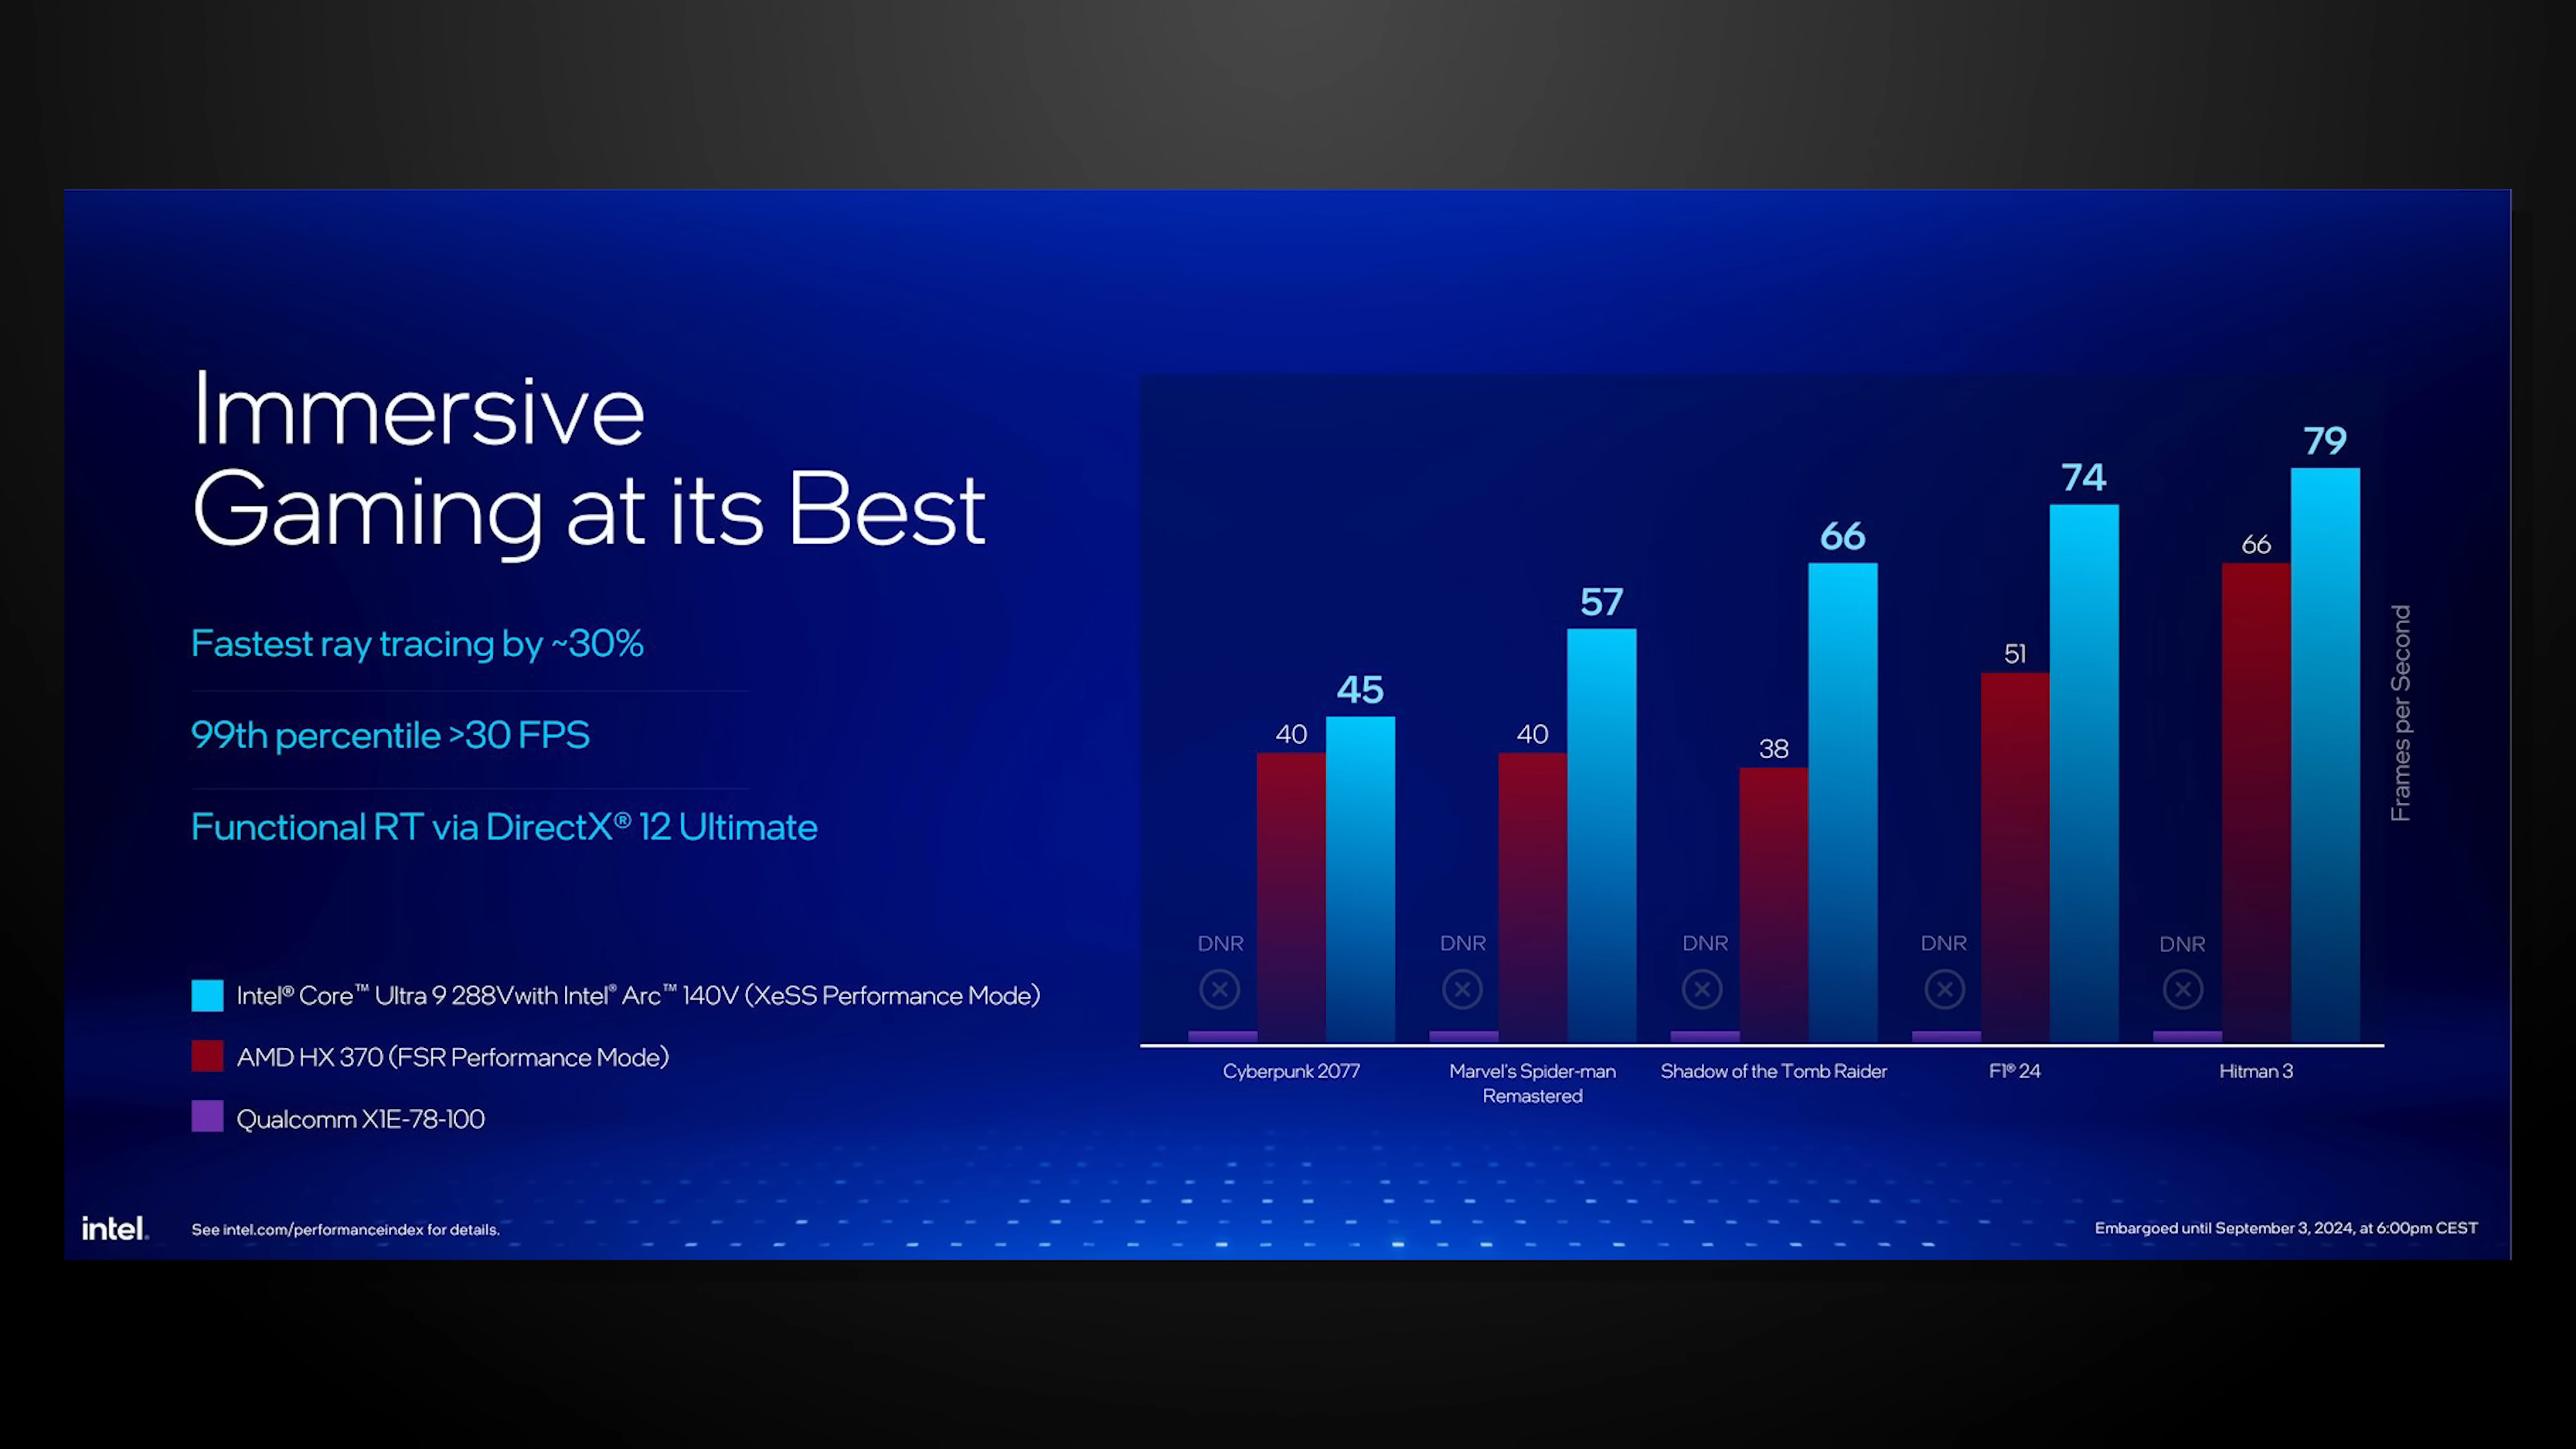 Immersive
Gaming at its Best
Fastest ray tracing by ~30%
99th percentile >30 FPS
Functional RT via DirectX® 12 Ultimate
Intel® Core™ Ultra 9 288Vwith Intel® Arc™ 140V (XeSS Performance Mode)
AMD HX 370 (FSR Performance Mode)
Qualcomm X1E-78-100
DNR
40
45
DNR
40
57
DNR
38
66
DNR
51
74
DNR
66
79
Frames per Second
Cyberpunk 2077
Marvel's Spider-man
Remastered
Shadow of the Tomb Raider
F1® 24
Hitman 3
intel.
See intel.com/performanceindex for details.
Embargoed until September 3, 2024, at 6:00pm CEST